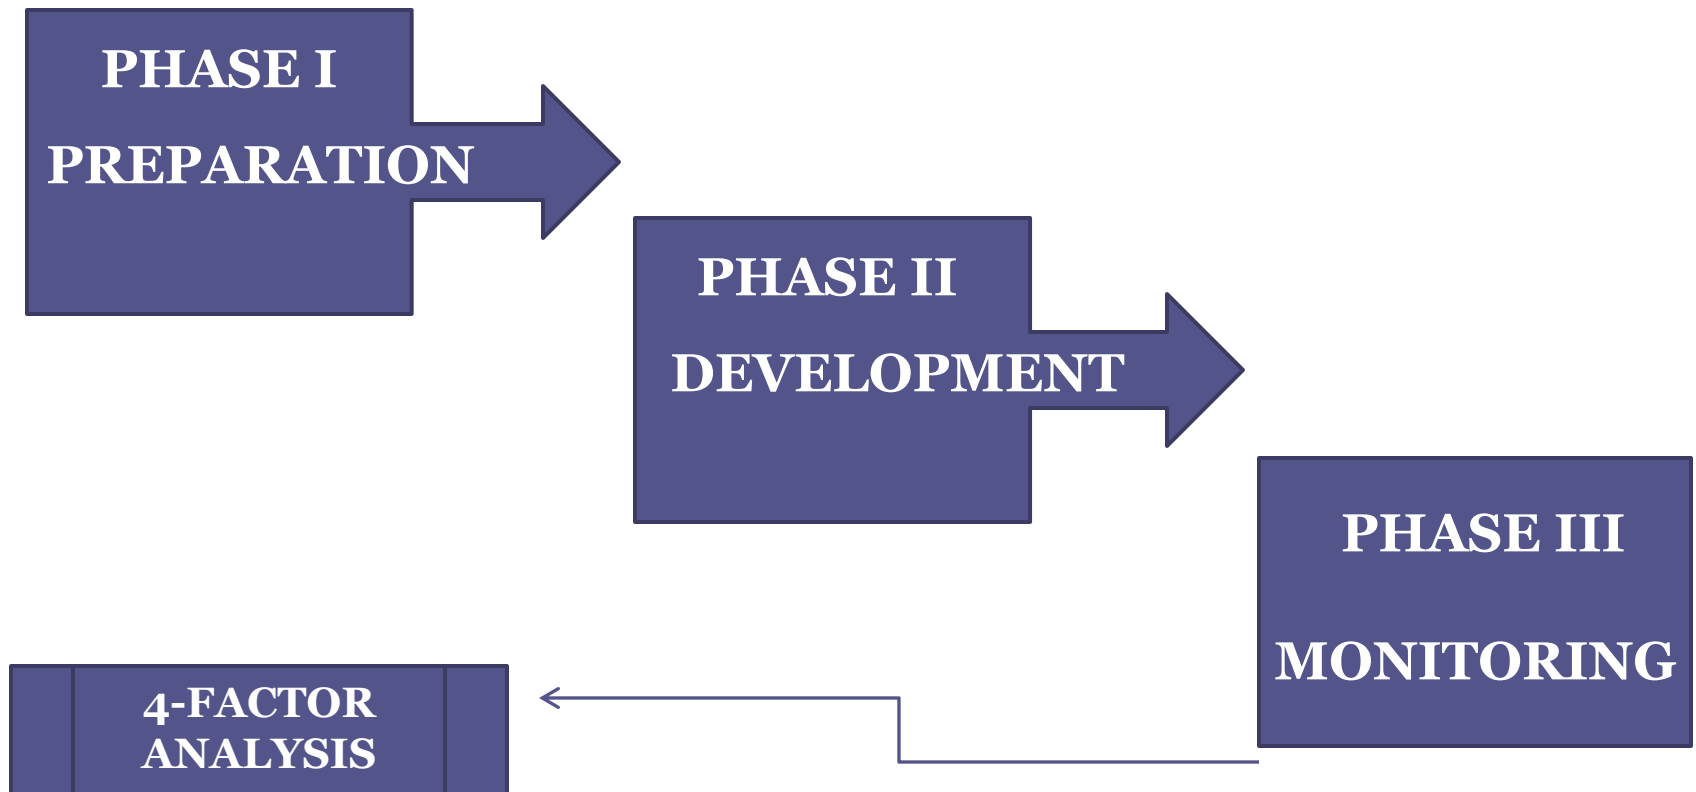 PHASE I
PREPARATION
PHASE II
DEVELOPMENT
PHASE III
MONITORING
4-FACTOR
ANALYSIS